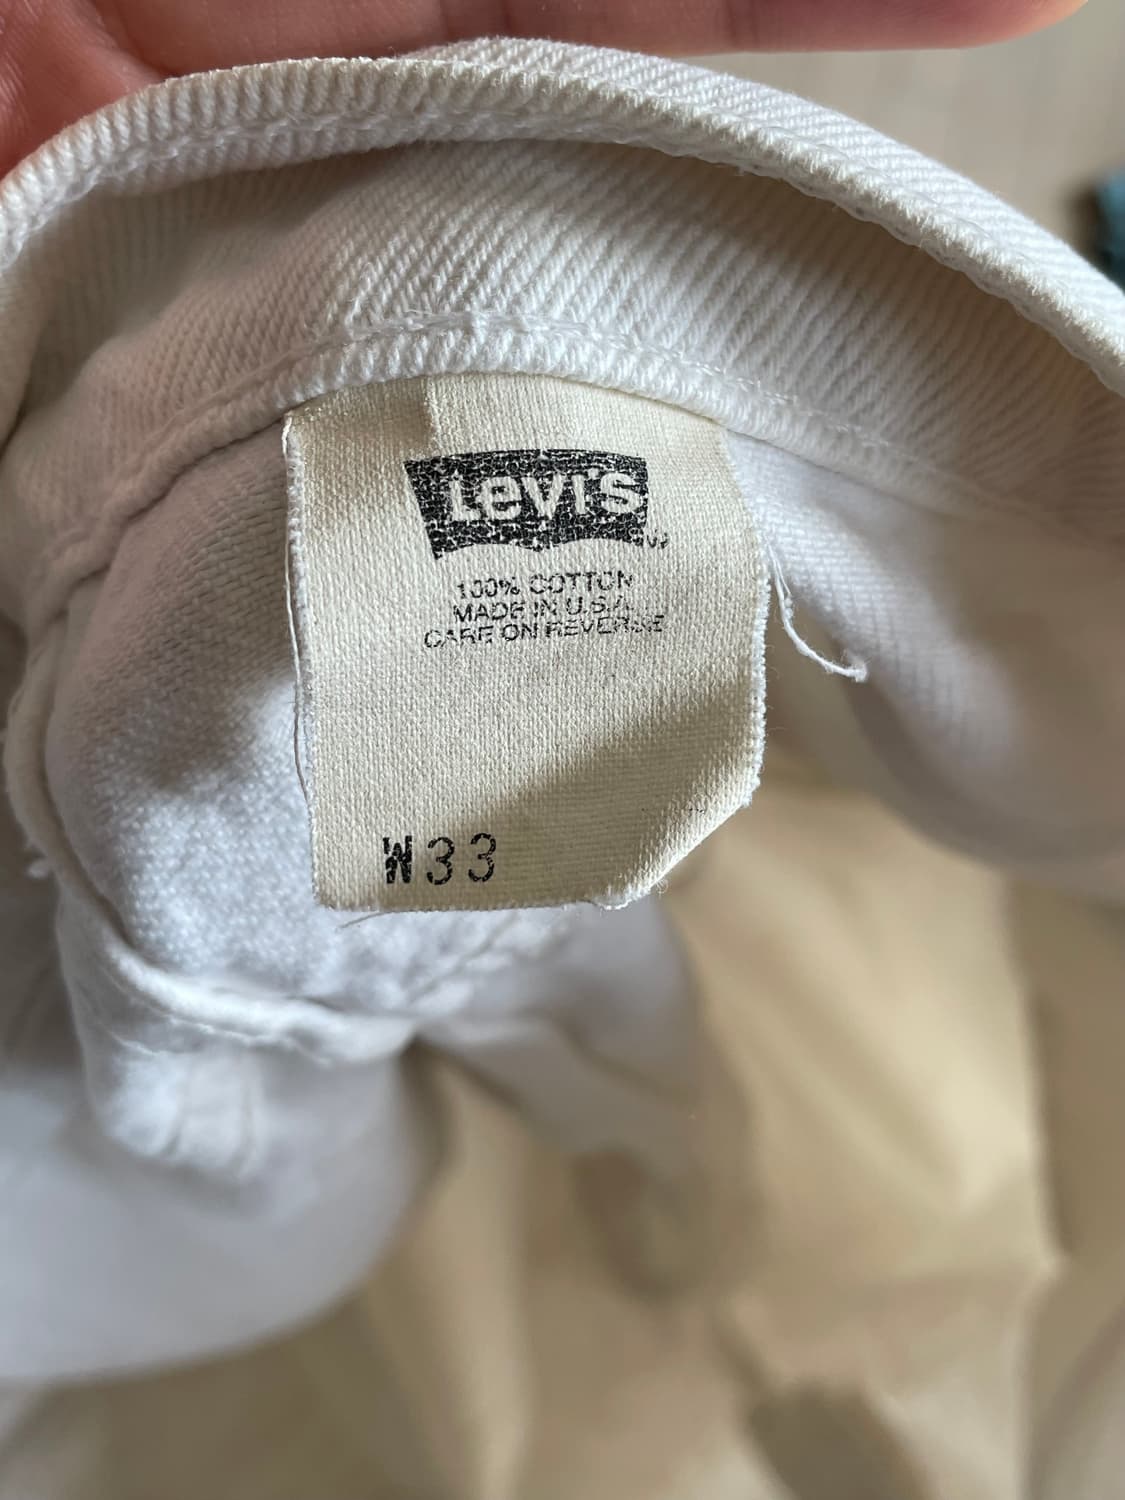 Levi's
100% COTTON
MADE IN U.S.A.
CARE ON REVERSE
W33